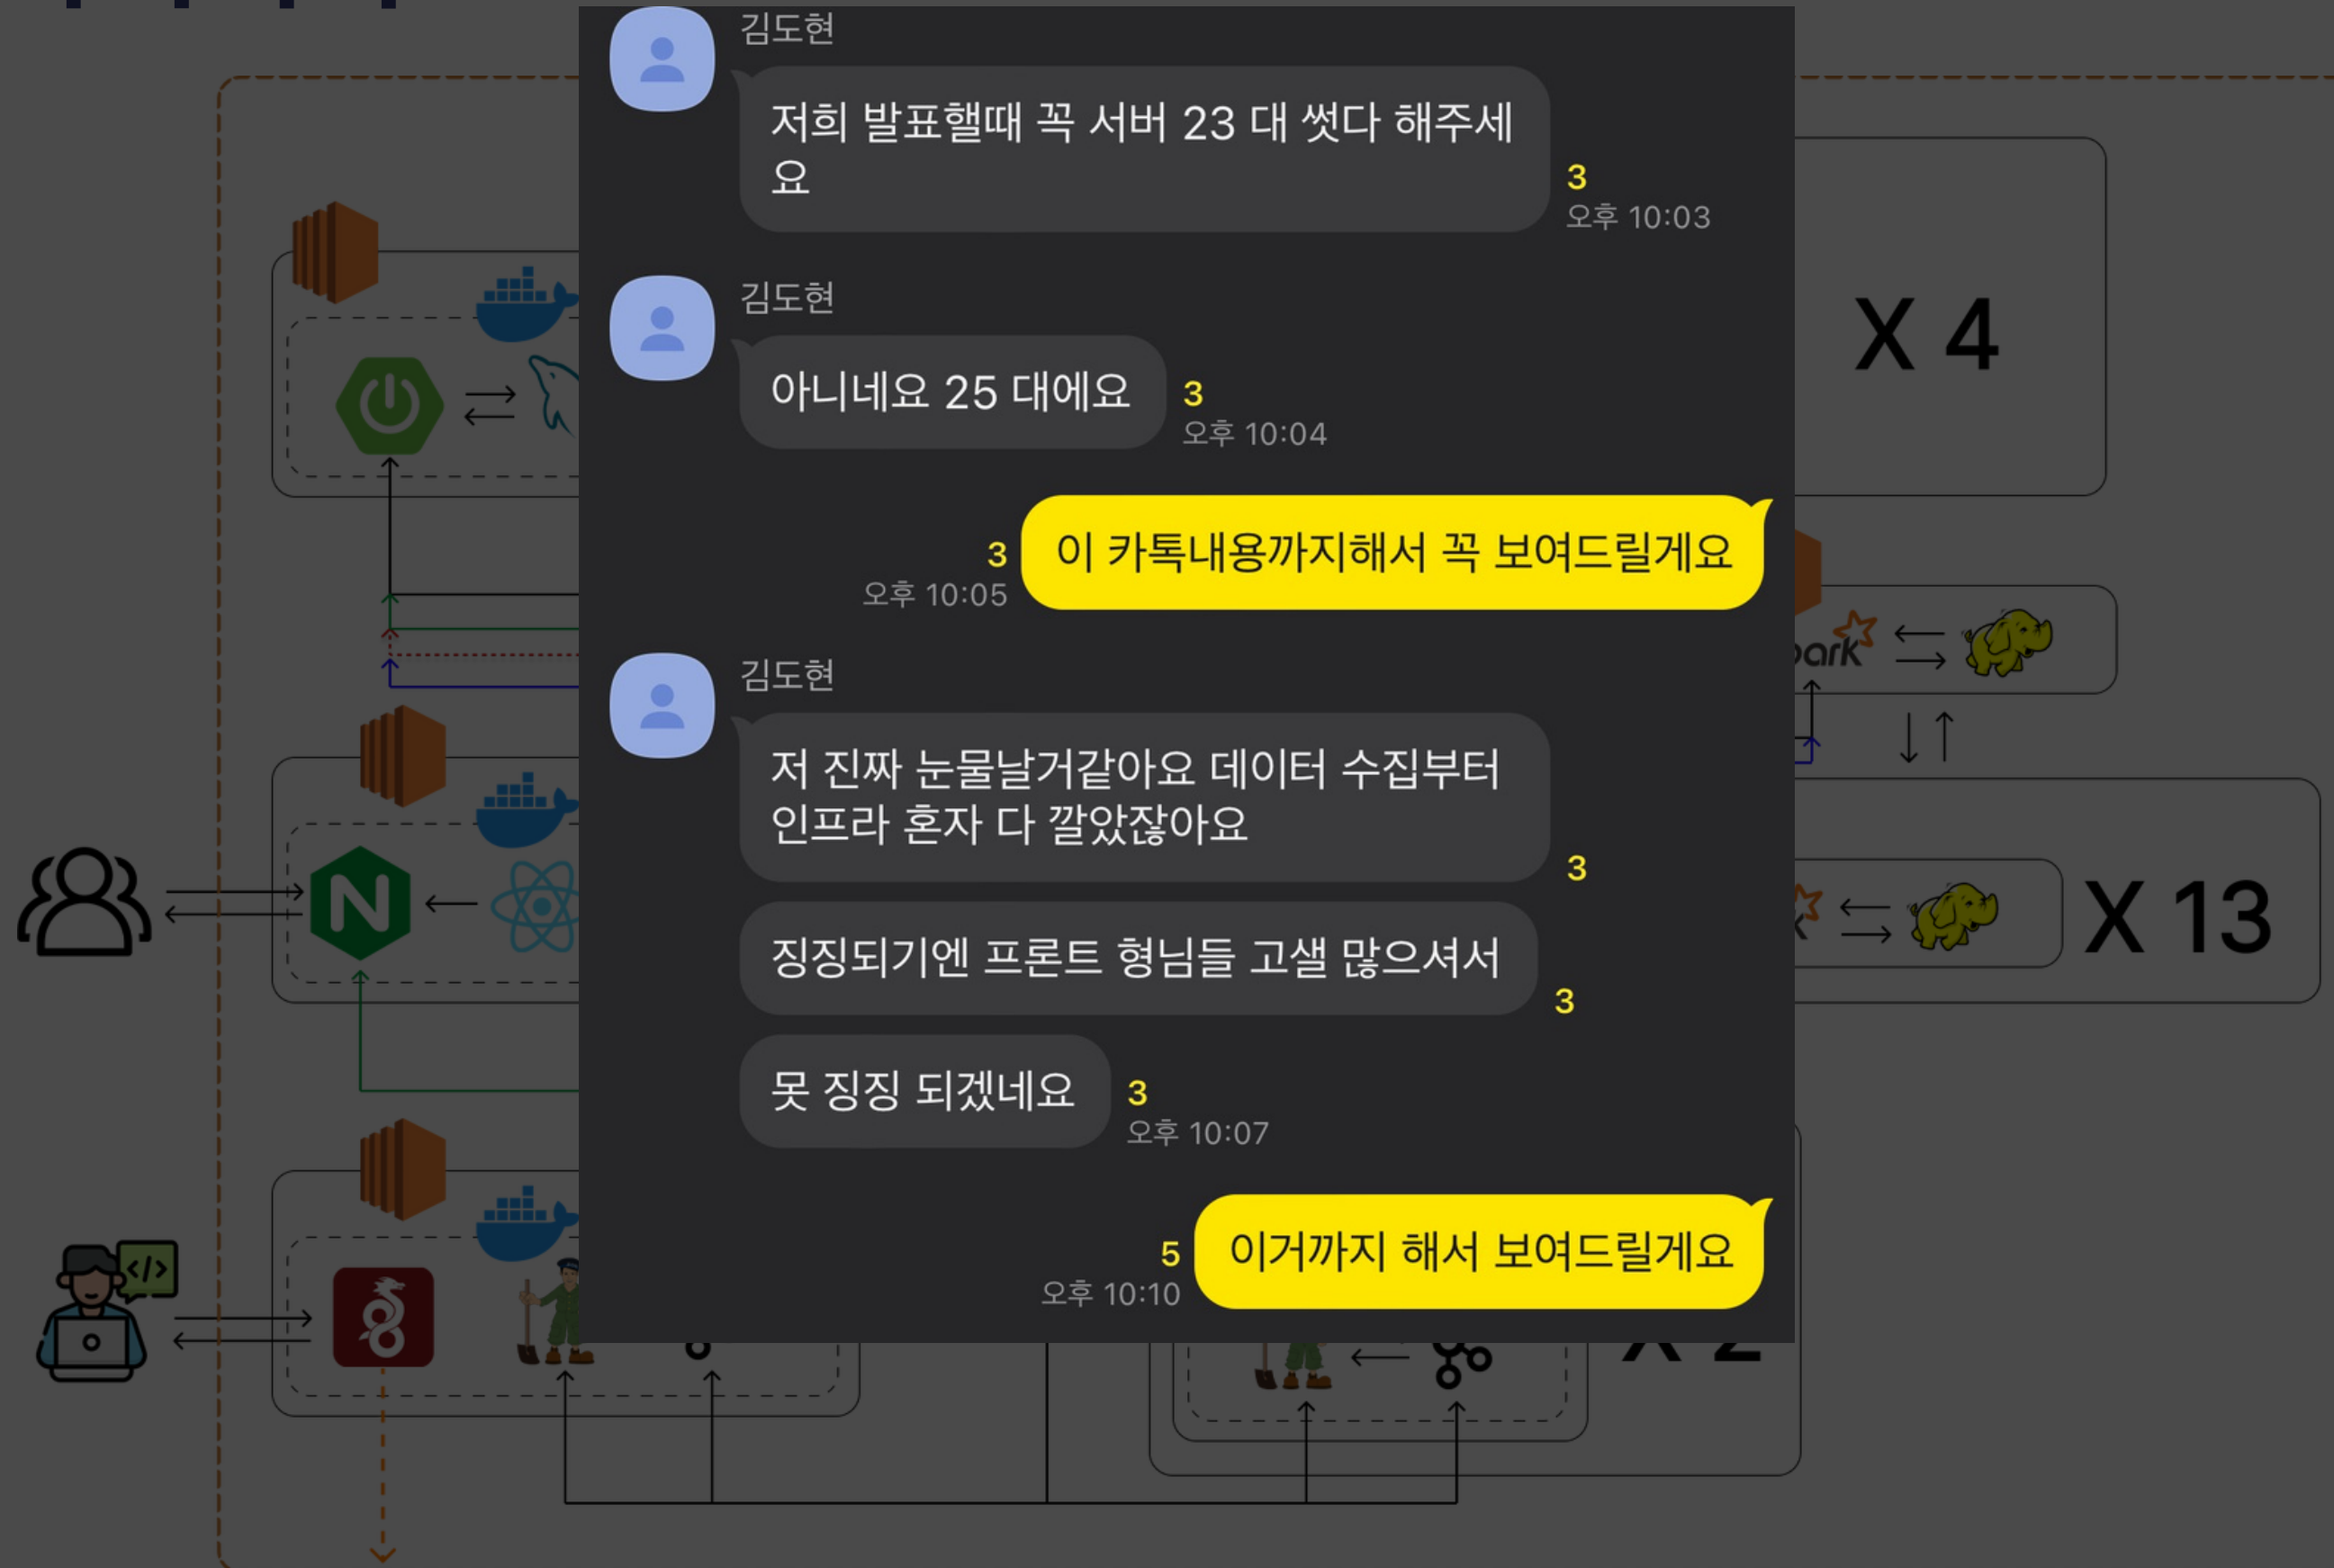 김도현
저희 발표핼때 꼭 서버 23 대 썻다 해주세
요
3
오후 10:03
김도현
아니네요 25 대에요
3
오후 10:04
이 카톡내용까지해서 꼭 보여드릴게요
3
오후 10:05
김도현
저 진짜 눈물날거같아요 데이터 수집부터
인프라 혼자 다 깔았잖아요
3
징징되기엔 프론트 형님들 고샐 많으셔서
3
못 징징 되겠네요
3
오후 10:07
이거까지 해서 보여드릴게요
5
오후 10:10
X 4
park
X 13
X 2